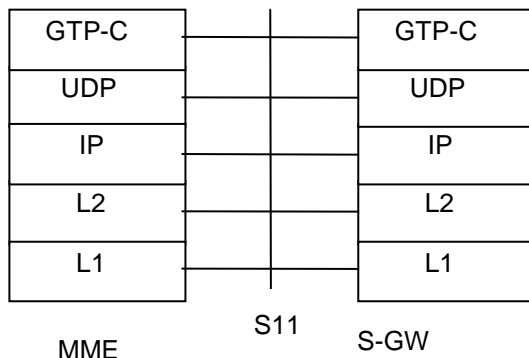 GTP-C GTP-C
UDP UDP
IP IP
L2 L2
L1 L1
MME S11 S-GW